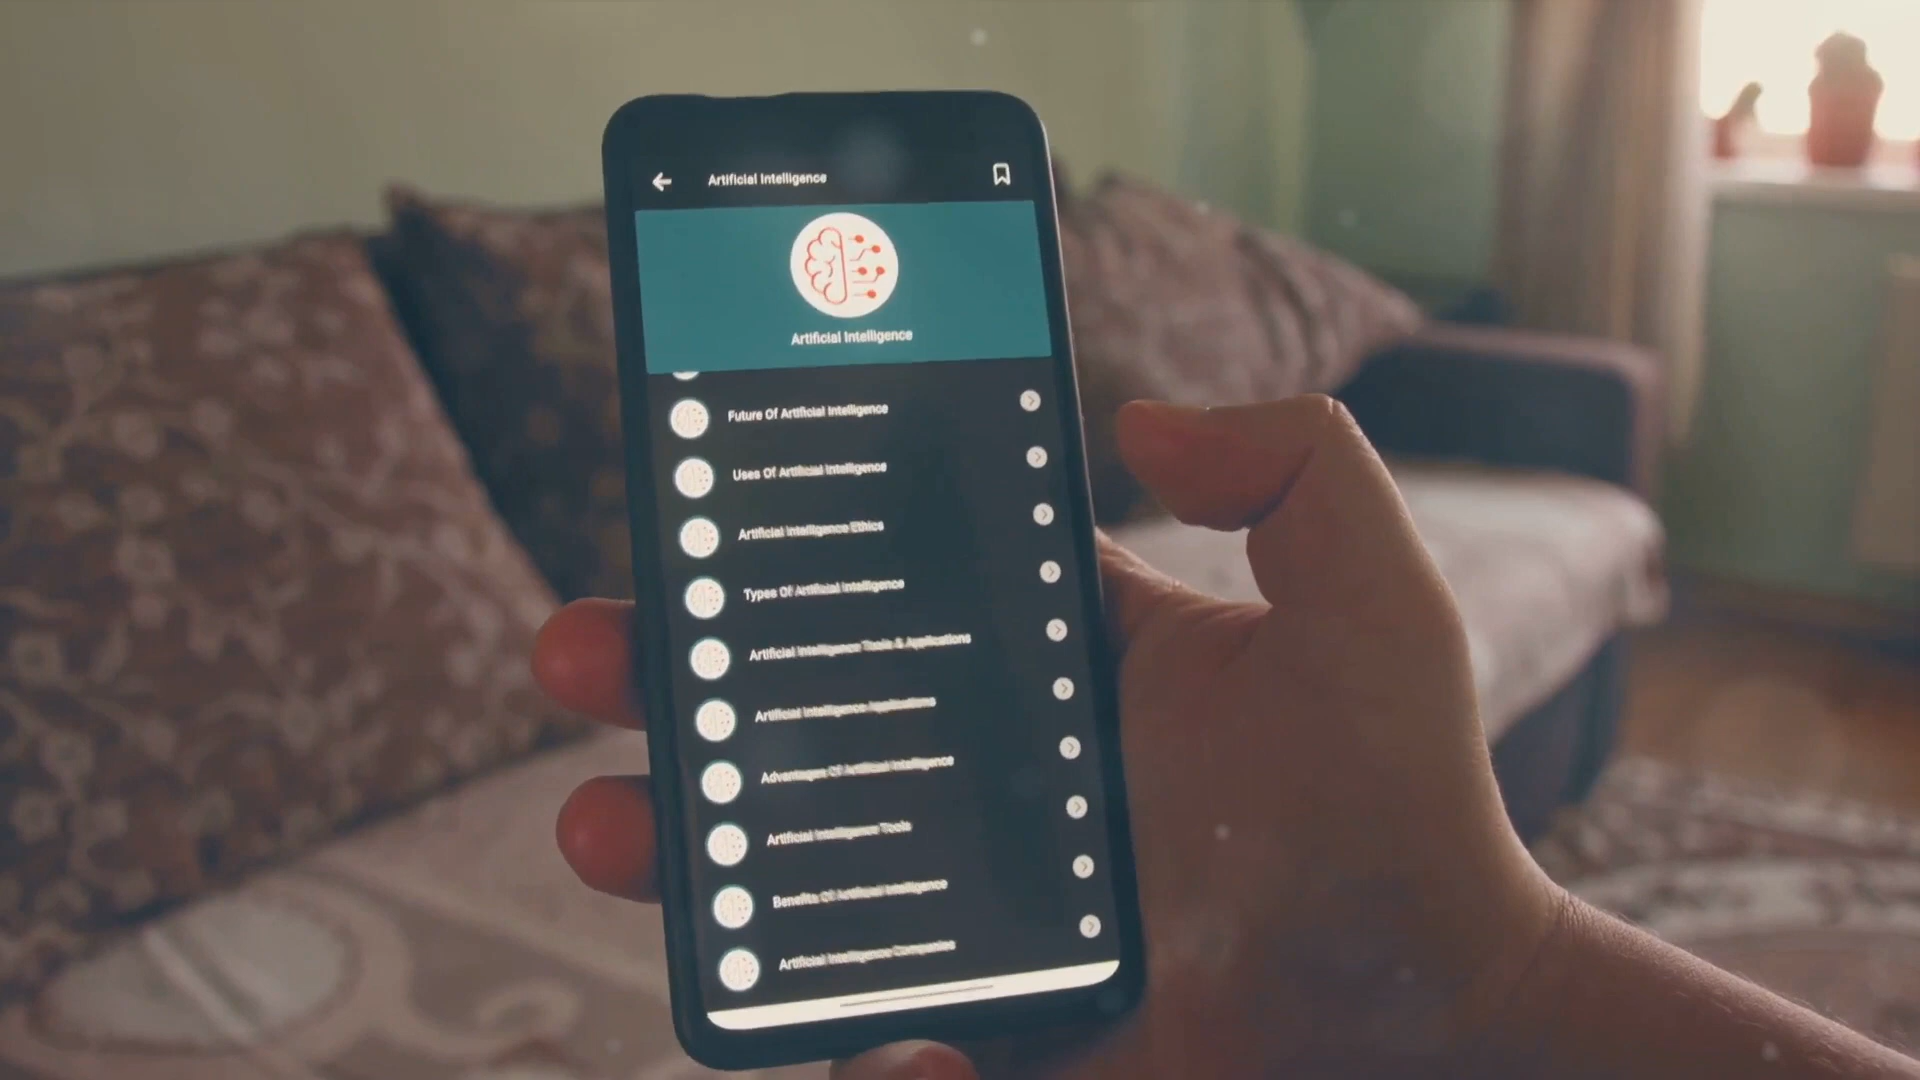 Artificial Intelligence
Artificial Intelligence
Future Of Artificial Intelligence
Uses Of Artificial Intelligence
Artificial Intelligence Ethics
Types Of Artificial Intelligence
Artificial Intelligence Tools & Applications
Artificial Intelligence Applications
Advantages Of Artificial Intelligence
Artificial Intelligence Tools
Benefits Of Artificial Intelligence
Artificial Intelligence Companies